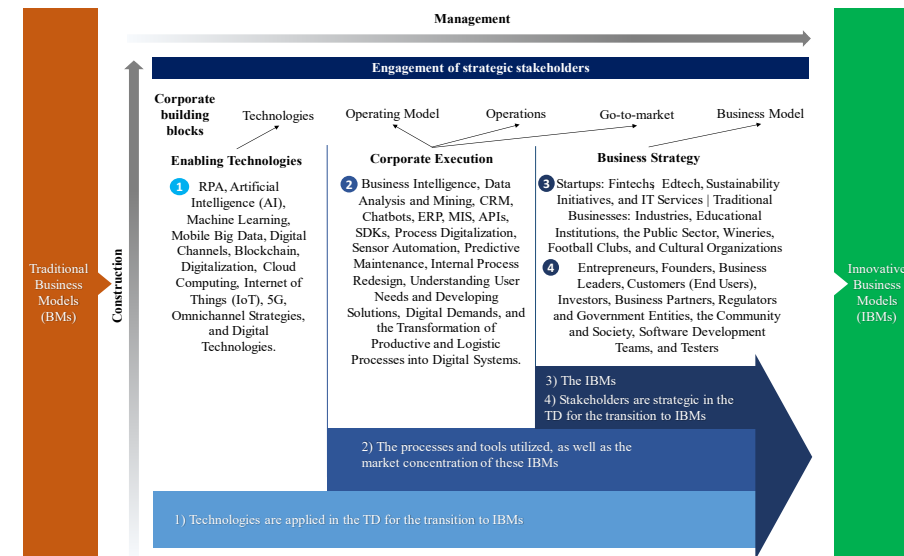 Management
Engagement of strategic stakeholders
Corporate
building
blocks
Technologies
Operating Model
Operations
Go-to-market
Business Model
Enabling Technologies
Corporate Execution
Business Strategy
1
RPA, Artificial
Intelligence (AI),
Machine Learning,
Mobile Big Data, Digital
Channels, Blockchain,
Digitalization, Cloud
Computing, Internet of
Things (IoT), 5G,
Omnichannel Strategies,
and Digital
Technologies.
2
Business Intelligence, Data
Analysis and Mining, CRM,
Chatbots, ERP, MIS, APIs,
SDKs, Process Digitalization,
Sensor Automation, Predictive
Maintenance, Internal Process
Redesign, Understanding User
Needs and Developing
Solutions, Digital Demands, and
the Transformation of
Productive and Logistic
Processes into Digital Systems.
3
Startups: Fintechs, Edtech, Sustainability
Initiatives, and IT Services | Traditional
Businesses: Industries, Educational
Institutions, the Public Sector, Wineries,
Football Clubs, and Cultural Organizations
4
Entrepreneurs, Founders, Business
Leaders, Customers (End Users),
Investors, Business Partners, Regulators
and Government Entities, the Community
and Society, Software Development
Teams, and Testers
Traditional
Business
Models
(BMs)
Construction
Innovative
Business
Models
(IBMs)
3) The IBMs
4) Stakeholders are strategic in the
TD for the transition to IBMs
2) The processes and tools utilized, as well as the
market concentration of these IBMs
1) Technologies are applied in the TD for the transition to IBMs